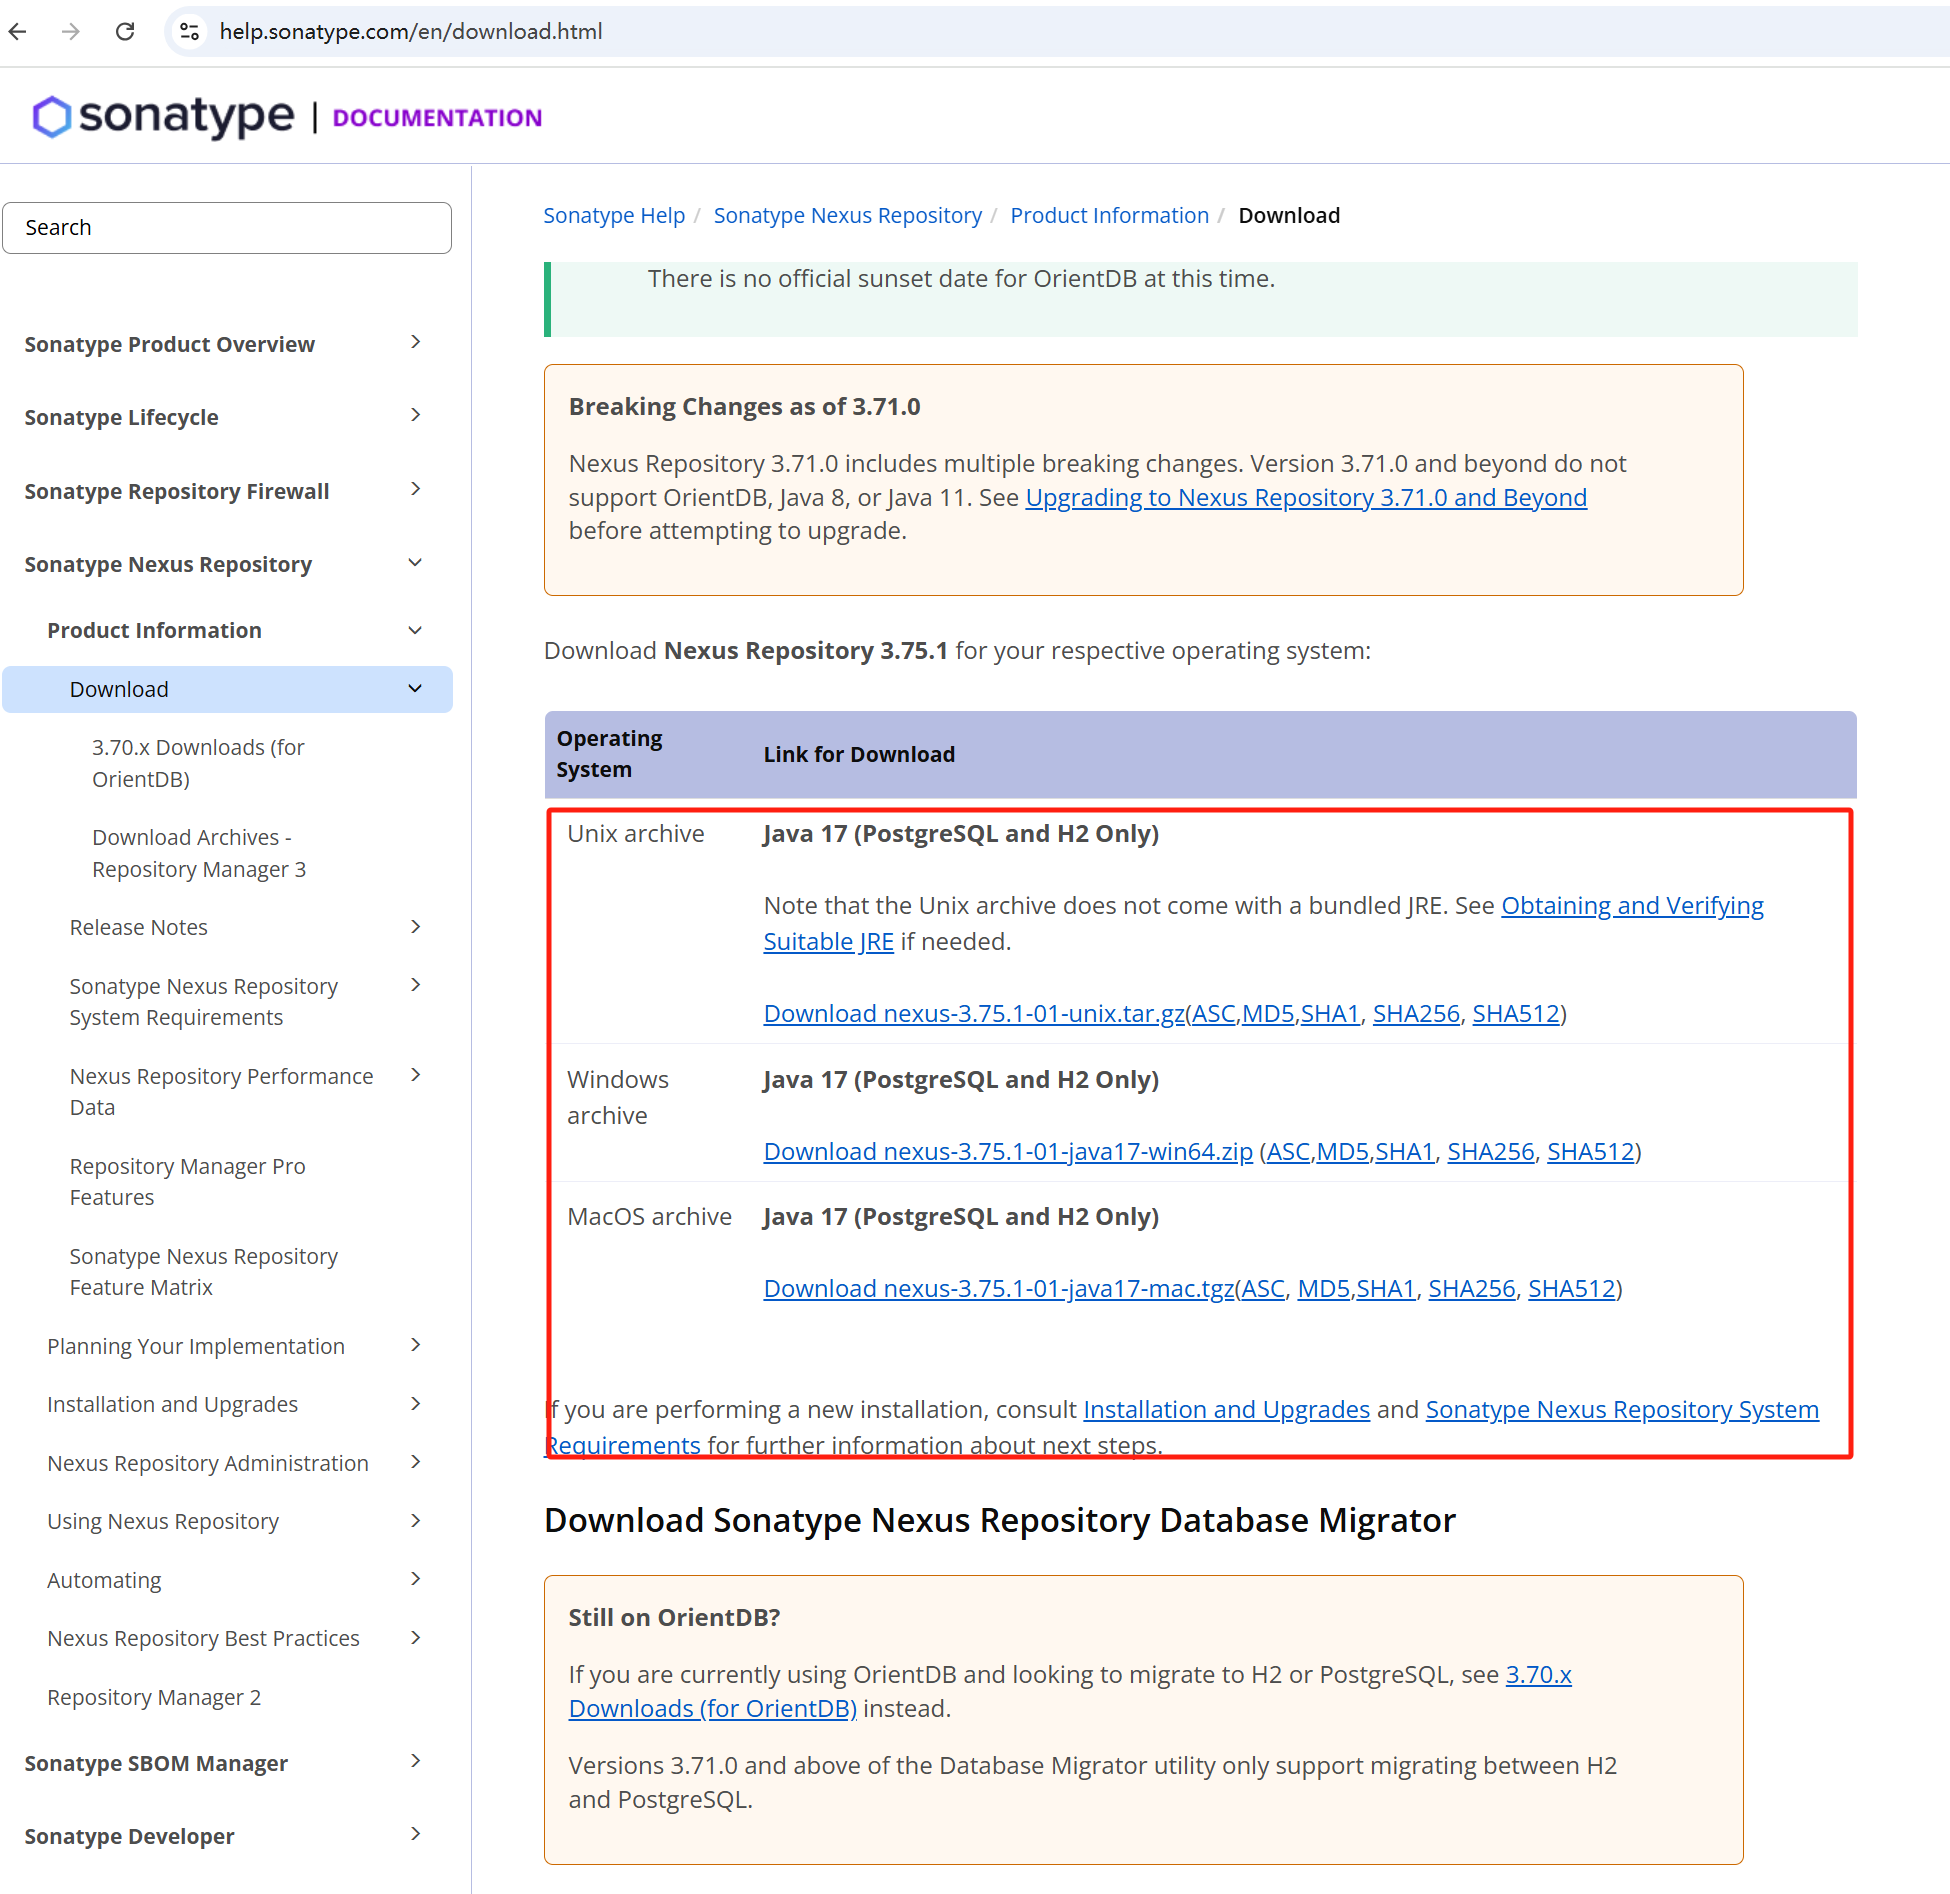 help.sonatype.com/en/download.html
sonatype | DOCUMENTATION
Search
Sonatype Product Overview
Sonatype Lifecycle
Sonatype Repository Firewall
Sonatype Nexus Repository
Product Information
Download
3.70.x Downloads (for
OrientDB)
Download Archives -
Repository Manager 3
Release Notes
Sonatype Nexus Repository
System Requirements
Nexus Repository Performance
Data
Repository Manager Pro
Features
Sonatype Nexus Repository
Feature Matrix
Planning Your Implementation
Installation and Upgrades
Nexus Repository Administration
Using Nexus Repository
Automating
Nexus Repository Best Practices
Repository Manager 2
Sonatype SBOM Manager
Sonatype Developer
Sonatype Help / Sonatype Nexus Repository / Product Information / Download
There is no official sunset date for OrientDB at this time.
Breaking Changes as of 3.71.0
Nexus Repository 3.71.0 includes multiple breaking changes. Version 3.71.0 and beyond do not
support OrientDB, Java 8, or Java 11. See Upgrading to Nexus Repository 3.71.0 and Beyond
before attempting to upgrade.
Download Nexus Repository 3.75.1 for your respective operating system:
Operating
System
Link for Download
Unix archive
Java 17 (PostgreSQL and H2 Only)
Note that the Unix archive does not come with a bundled JRE. See Obtaining and Verifying
Suitable JRE if needed.
Download nexus-3.75.1-01-unix.tar.gz(ASC,MD5,SHA1, SHA256, SHA512)
Windows
archive
Java 17 (PostgreSQL and H2 Only)
Download nexus-3.75.1-01-java17-win64.zip (ASC,MD5,SHA1, SHA256, SHA512)
MacOS archive
Java 17 (PostgreSQL and H2 Only)
Download nexus-3.75.1-01-java17-mac.tgz(ASC, MD5,SHA1, SHA256, SHA512)
If you are performing a new installation, consult Installation and Upgrades and Sonatype Nexus Repository System
Requirements for further information about next steps.
Download Sonatype Nexus Repository Database Migrator
Still on OrientDB?
If you are currently using OrientDB and looking to migrate to H2 or PostgreSQL, see 3.70.x
Downloads (for OrientDB) instead.
Versions 3.71.0 and above of the Database Migrator utility only support migrating between H2
and PostgreSQL.